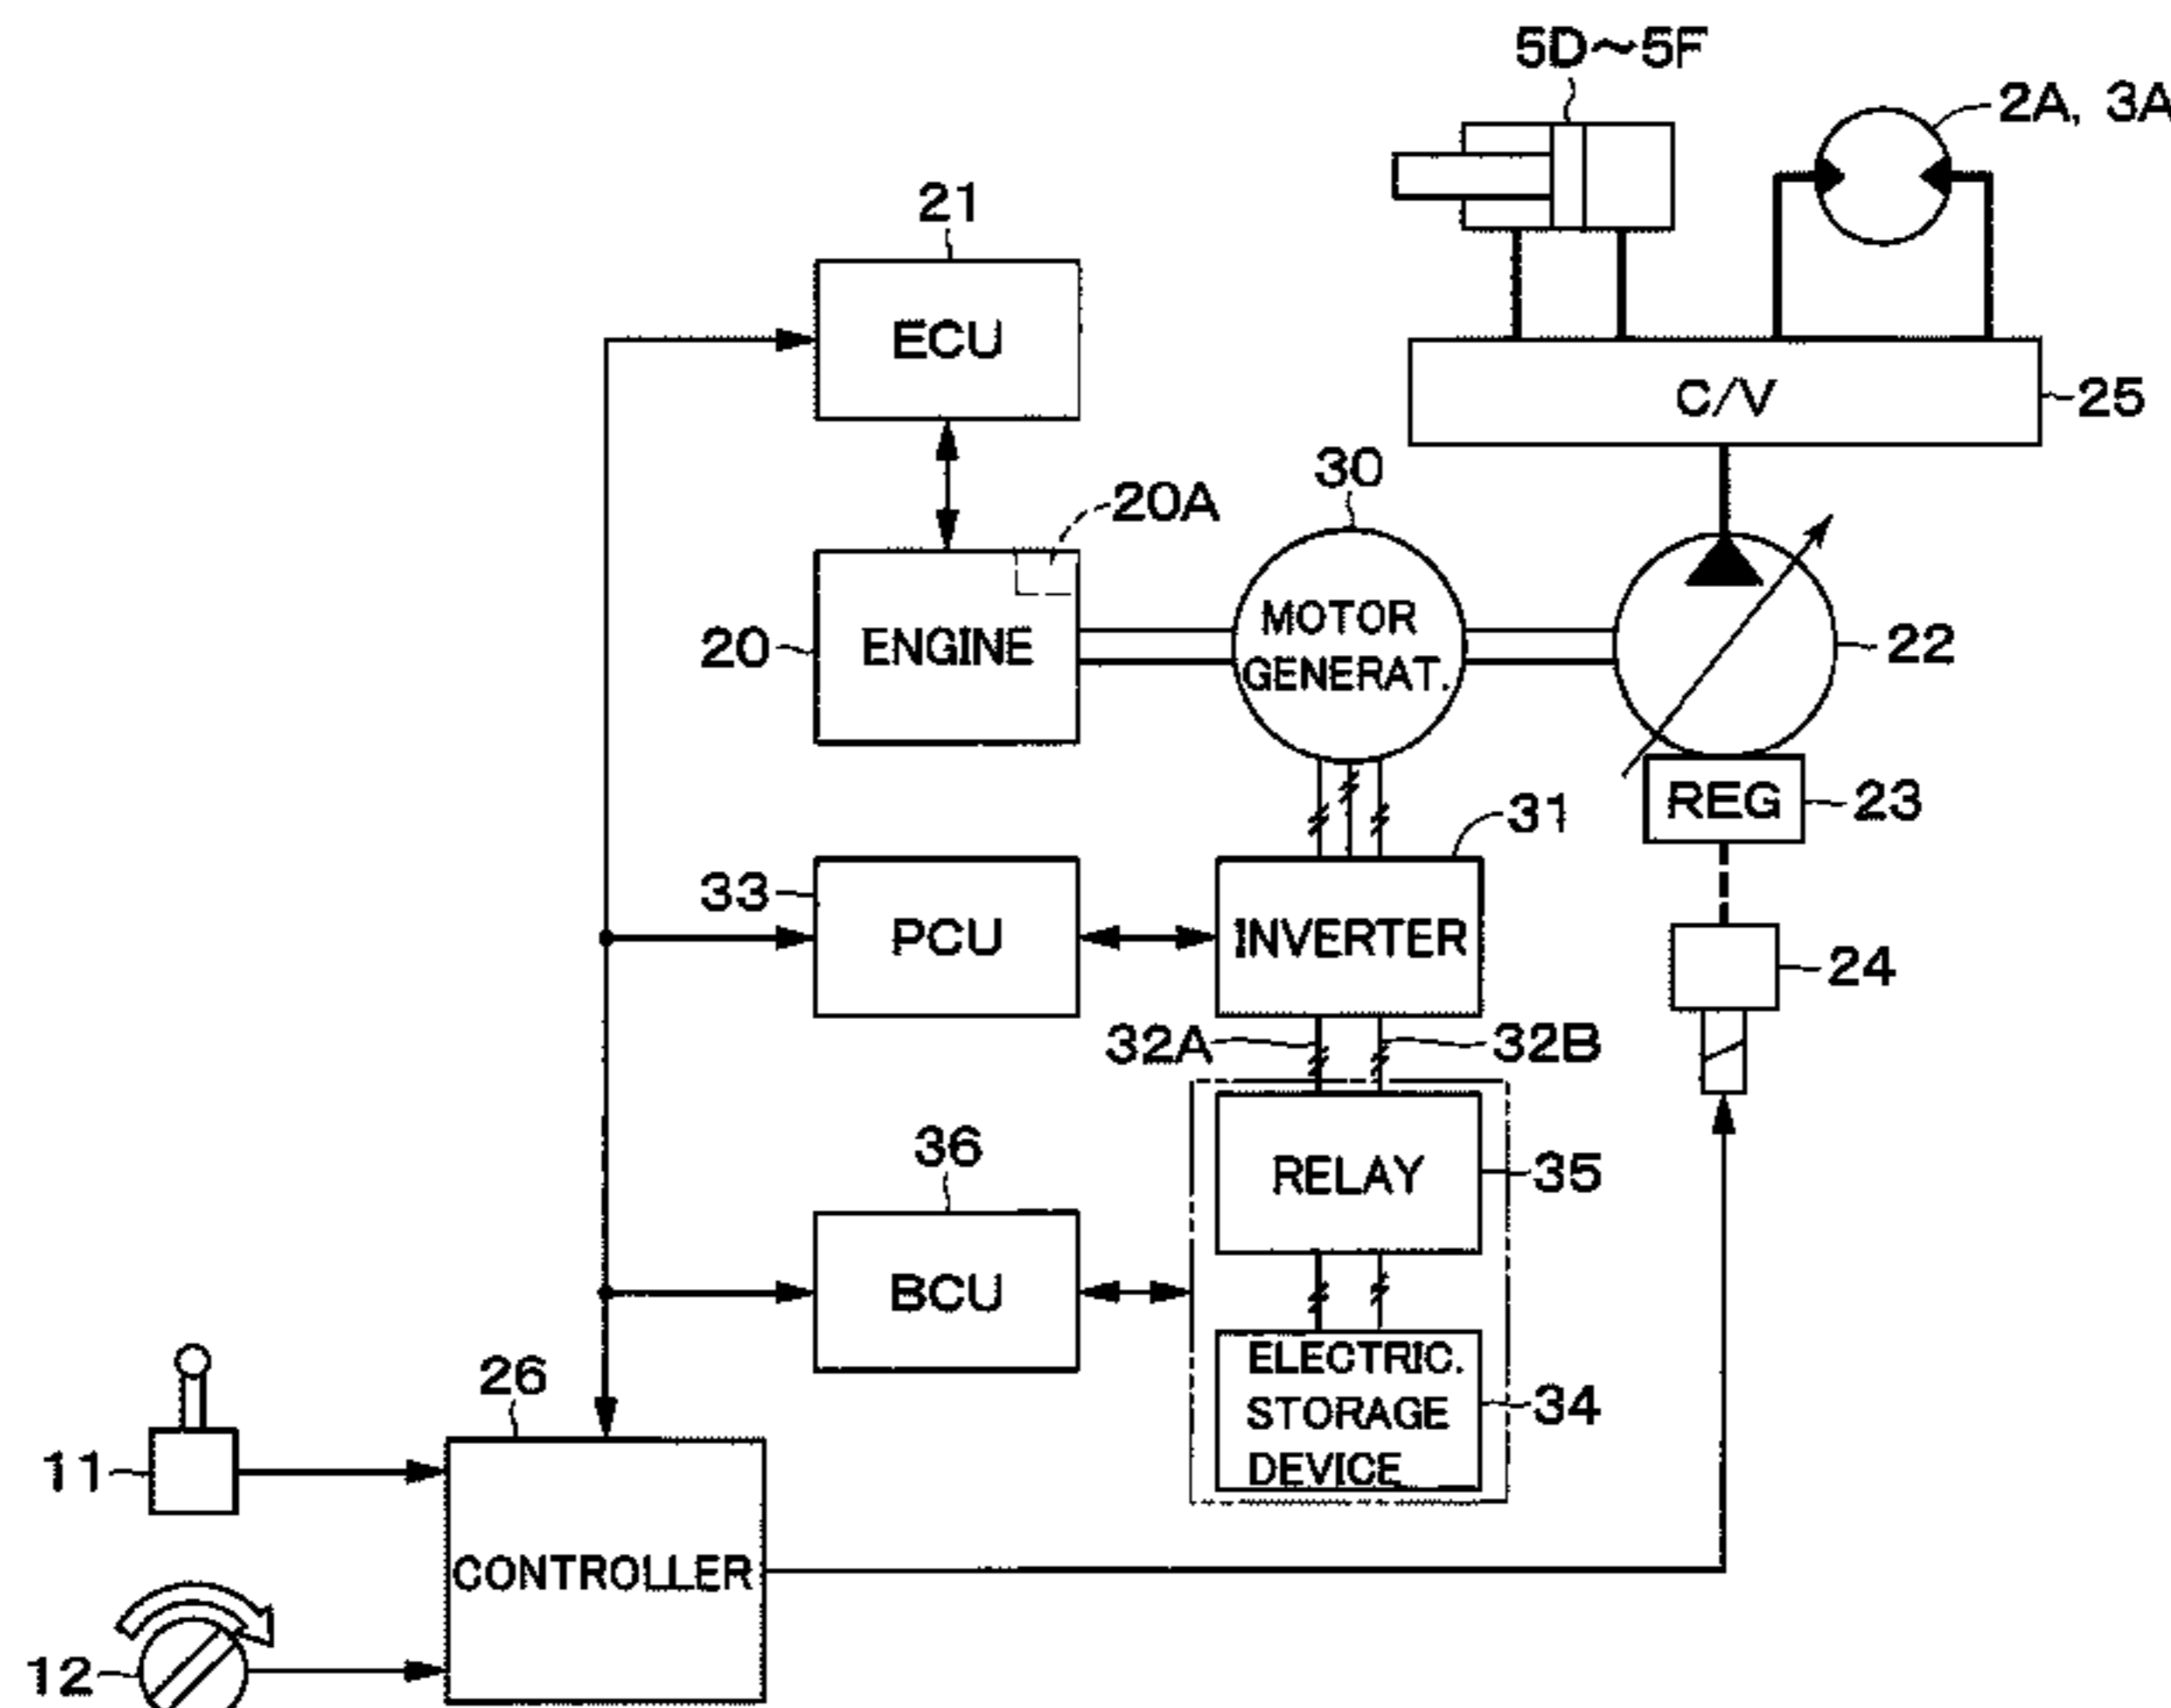 5D~5F
2A, 3A
21
ECU
C/V
25
30
20A
20
ENGINE
MOTOR
GENERAT.
22
REG
23
31
33
PCU
INVERTER
24
32A
32B
36
RELAY
35
BCU
26
ELECTRIC.
STORAGE
DEVICE
34
11
CONTROLLER
12